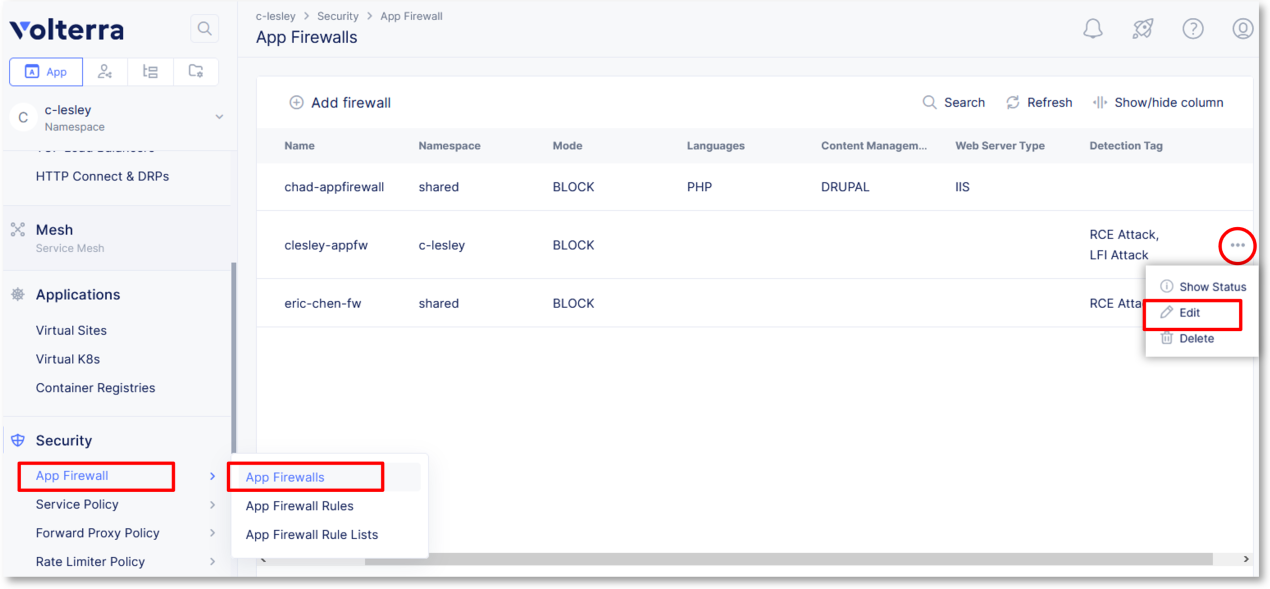 Volterra
App
C
c-lesley
Namespace
HTTP Connect & DRPs
Mesh
Service Mesh
Applications
Virtual Sites
Virtual K8s
Container Registries
Security
App Firewall
Service Policy
Forward Proxy Policy
Rate Limiter Policy
App Firewalls
App Firewall Rules
App Firewall Rule Lists
c-lesley > Security > App Firewall
App Firewalls
Add firewall
Search Refresh Show/hide column
Name Namespace Mode Languages Content Managem... Web Server Type Detection Tag
chad-appfirewall shared BLOCK PHP DRUPAL IIS
clesley-appfw c-lesley BLOCK RCE Attack,
LFI Attack
eric-chen-fw shared BLOCK RCE Atta
Show Status
Edit
Delete